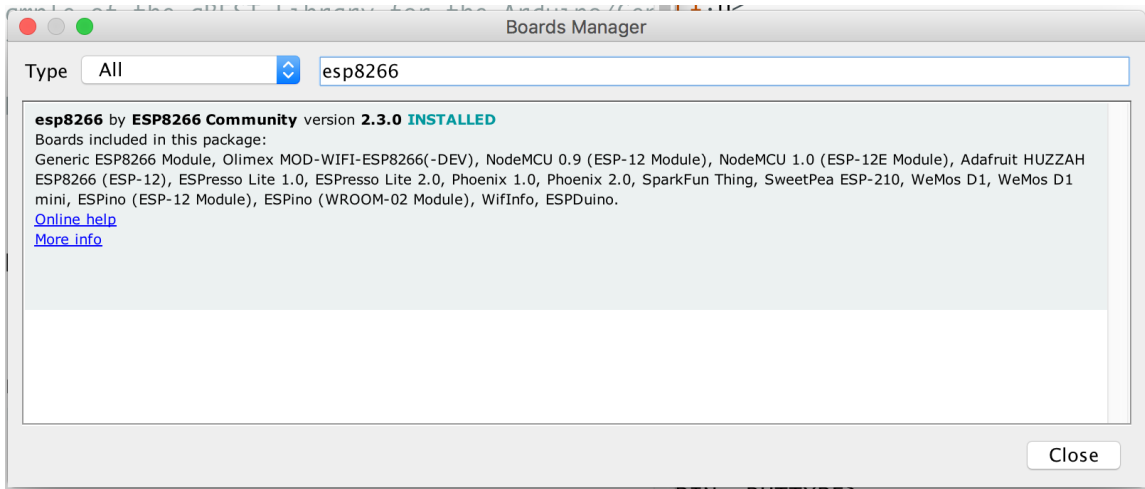 Boards Manager
Type All esp8266
esp8266 by ESP8266 Community version 2.3.0 INSTALLED
Boards included in this package:
Generic ESP8266 Module, Olimex MOD-WIFI-ESP8266(-DEV), NodeMCU 0.9 (ESP-12 Module), NodeMCU 1.0 (ESP-12E Module), Adafruit HUZZAH
ESP8266 (ESP-12), ESPresso Lite 1.0, ESPresso Lite 2.0, Phoenix 1.0, Phoenix 2.0, SparkFun Thing, SweetPea ESP-210, WeMos D1, WeMos D1
mini, ESPino (ESP-12 Module), ESPino (WROOM-02 Module), WifInfo, ESPDuino.
Online help
More info
Close